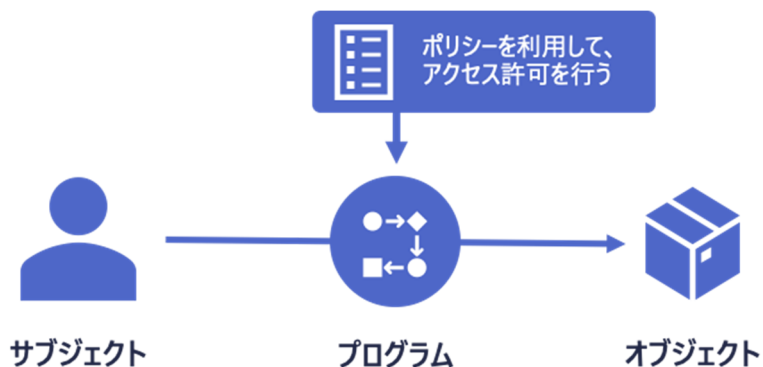 ポリシーを利用して、
アクセス許可を行う
サブジェクト
プログラム
オブジェクト